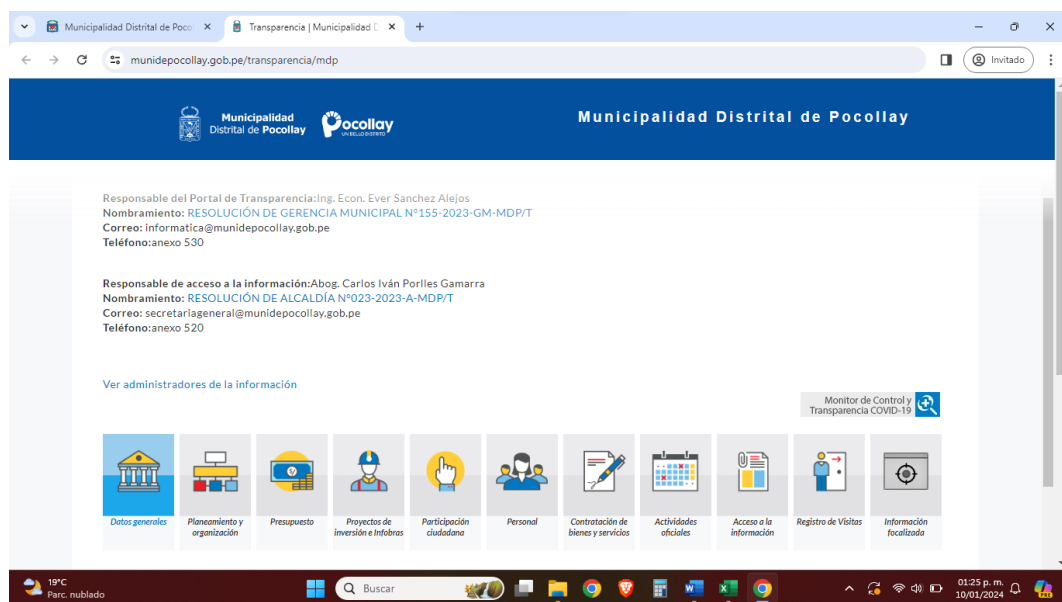 Municipalidad Distrital de Poco
Transparencia | Municipalidad D
munidepocollay.gob.pe/transparencia/mdp
Invitado
Municipalidad
Distrital de Pocollay
Pocollay
UN BELLO DISTRITO
Municipalidad Distrital de Pocollay
Responsable del Portal de Transparencia:Ing. Econ. Ever Sanchez Alejos
Nombramiento: RESOLUCIÓN DE GERENCIA MUNICIPAL N°155-2023-GM-MDP/T
Correo: informatica@munidepocollay.gob.pe
Teléfono:anexo 530
Responsable de acceso a la información:Abog. Carlos Iván Porlles Gamarra
Nombramiento: RESOLUCIÓN DE ALCALDÍA N°023-2023-A-MDP/T
Correo: secretariageneral@munidepocollay.gob.pe
Teléfono:anexo 520
Ver administradores de la información
Monitor de Control y
Transparencia COVID-19
Datos generales
Planeamiento y
organización
Presupuesto
Proyectos de
inversión e Infobras
Participación
ciudadana
Personal
Contratación de
bienes y servicios
Actividades
oficiales
Acceso a la
información
Registro de Visitas
Información
focalizada
19°C
Parc. nublado
Buscar
01:25 p. m.
10/01/2024